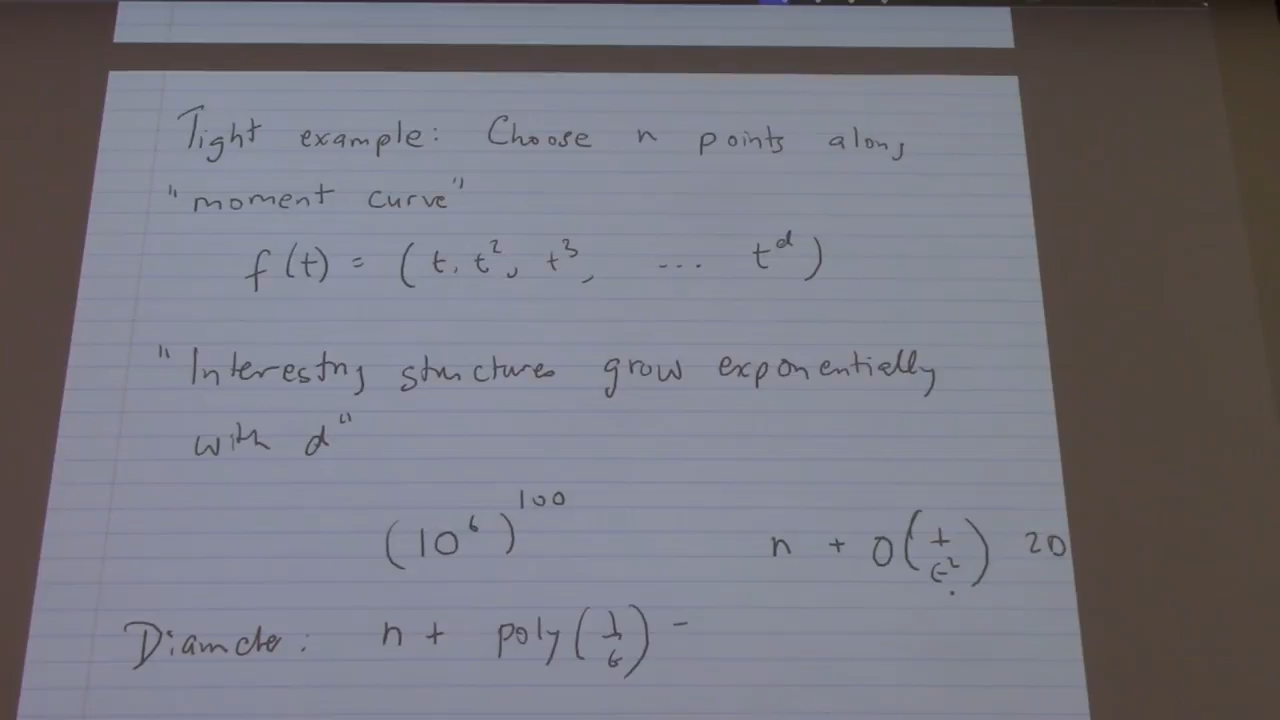 Tight example: Choose n points along
"moment curve"
f(t) = (t, t², t³, ... t^d)
"Interesting structures grow exponentially
with d"
(10⁶)¹⁰⁰
n + O(1/ε²) 20
Diameter: n + poly(1/ε) -